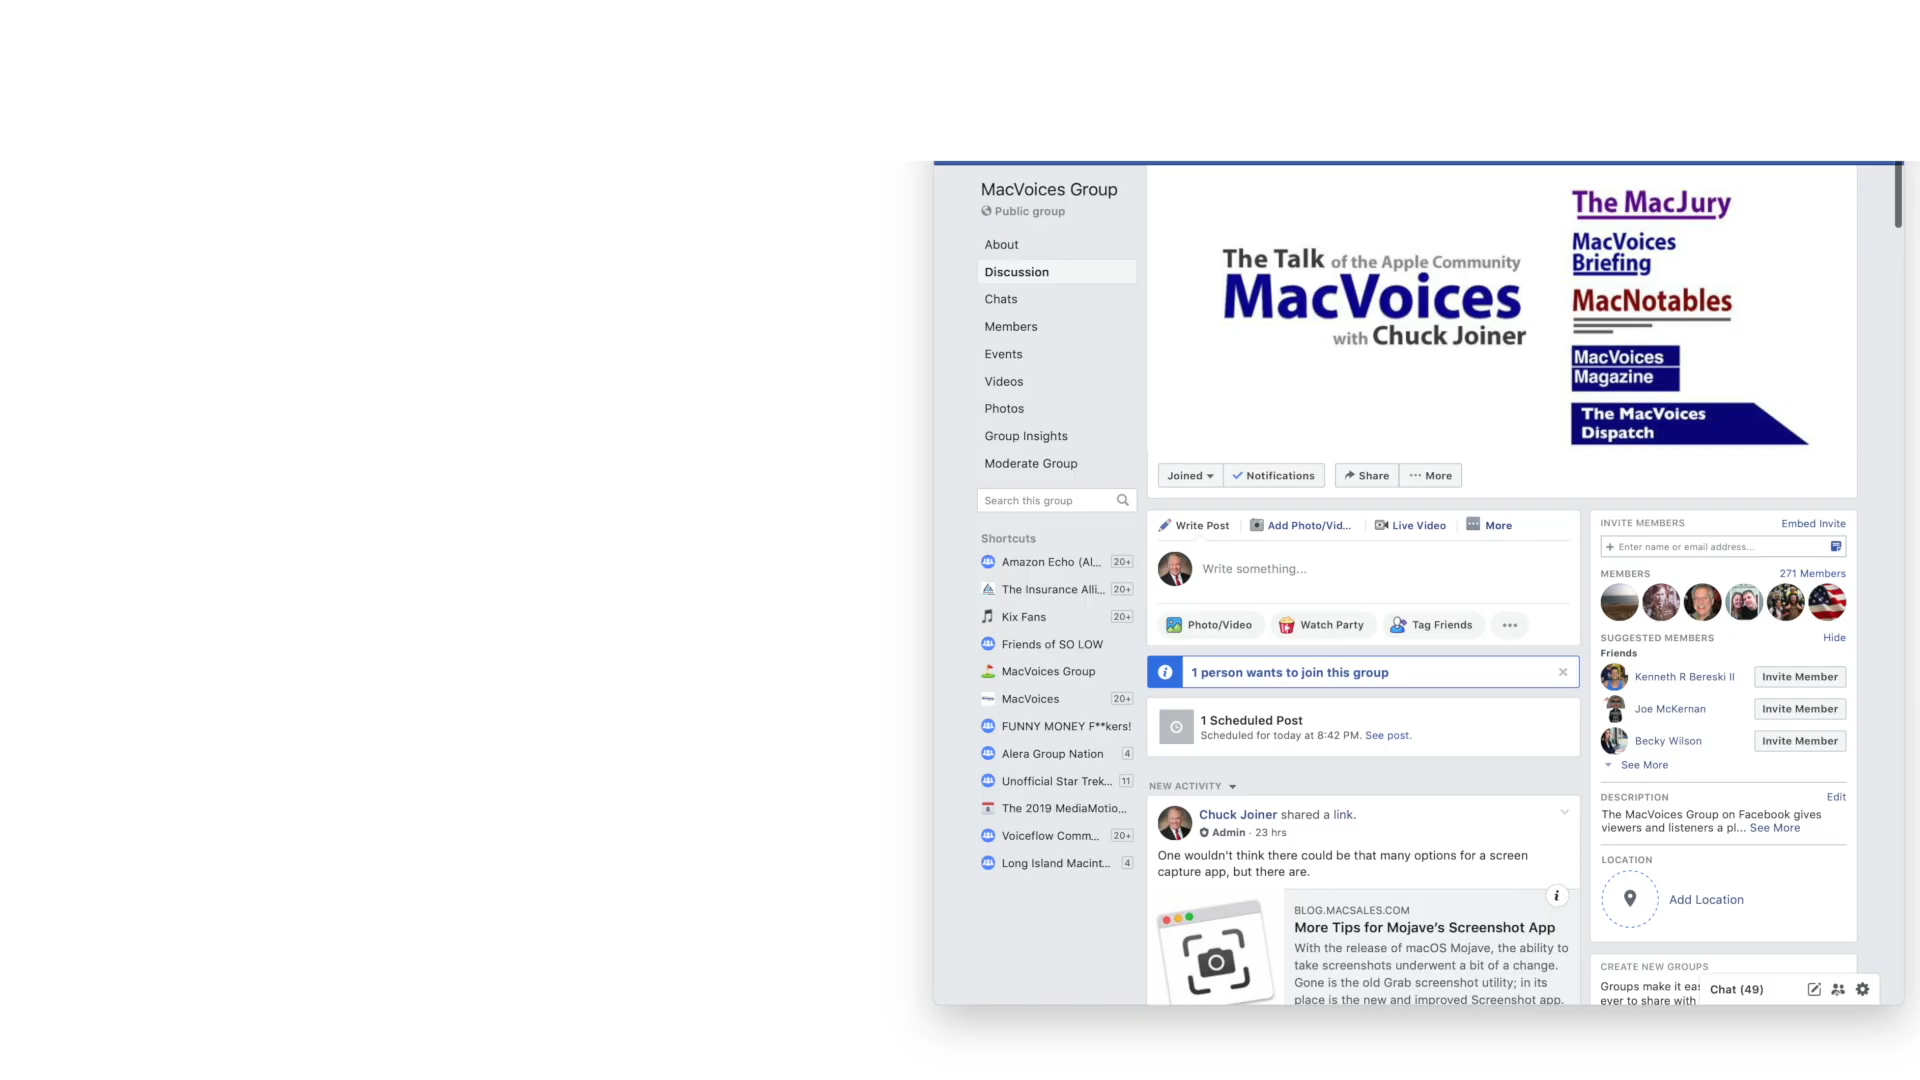 MacVoices Group
Public group
About
Discussion
Chats
Members
Events
Videos
Photos
Group Insights
Moderate Group
Search this group
Shortcuts
Amazon Echo (Al... 20+
The Insurance Alli... 20+
Kix Fans 20+
Friends of SO LOW
MacVoices Group
MacVoices 20+
FUNNY MONEY F**kers!
Alera Group Nation 4
Unofficial Star Trek... 11
The 2019 MediaMotio...
Voiceflow Comm... 20+
Long Island Macint... 4
The Talk of the Apple Community
MacVoices
with Chuck Joiner
The MacJury
MacVoices
Briefing
MacNotables
MacVoices
Magazine
The MacVoices
Dispatch
Joined Notifications Share More
Write Post Add Photo/Vid... Live Video More
Write something...
Photo/Video Watch Party Tag Friends
1 person wants to join this group
1 Scheduled Post
Scheduled for today at 8:42 PM. See post.
NEW ACTIVITY
Chuck Joiner shared a link.
Admin · 23 hrs
One wouldn't think there could be that many options for a screen
capture app, but there are.
BLOG.MACSALES.COM
More Tips for Mojave's Screenshot App
With the release of macOS Mojave, the ability to
take screenshots underwent a bit of a change.
Gone is the old Grab screenshot utility; in its
place is the new and improved Screenshot app.
INVITE MEMBERS Embed Invite
+ Enter name or email address...
MEMBERS 271 Members
SUGGESTED MEMBERS Hide
Friends
Kenneth R Bereski II Invite Member
Joe McKernan Invite Member
Becky Wilson Invite Member
See More
DESCRIPTION Edit
The MacVoices Group on Facebook gives
viewers and listeners a pl... See More
LOCATION
Add Location
CREATE NEW GROUPS
Groups make it eas
ever to share with
Chat (49)